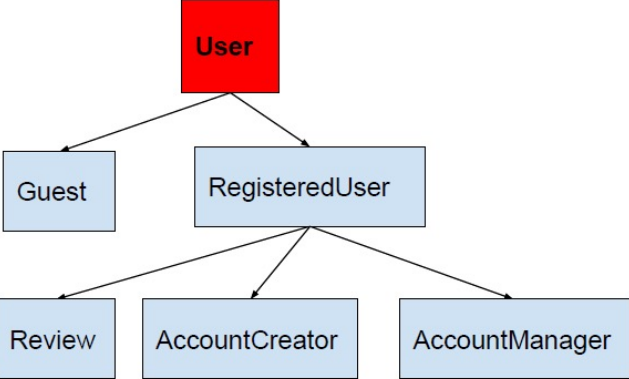 User
Guest
RegisteredUser
Review
AccountCreator
AccountManager